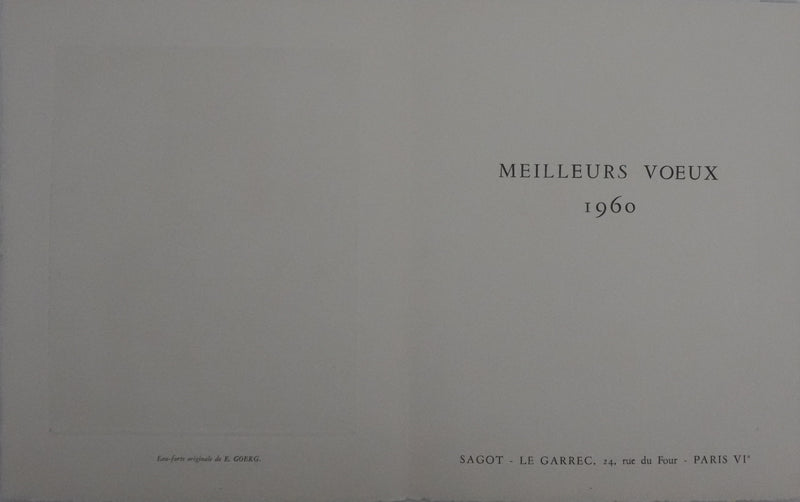 Eau-forte originale de E. GOERG.
MEILLEURS VOEUX
1960
SAGOT - LE GARREC, 24, rue du Four - PARIS VIe